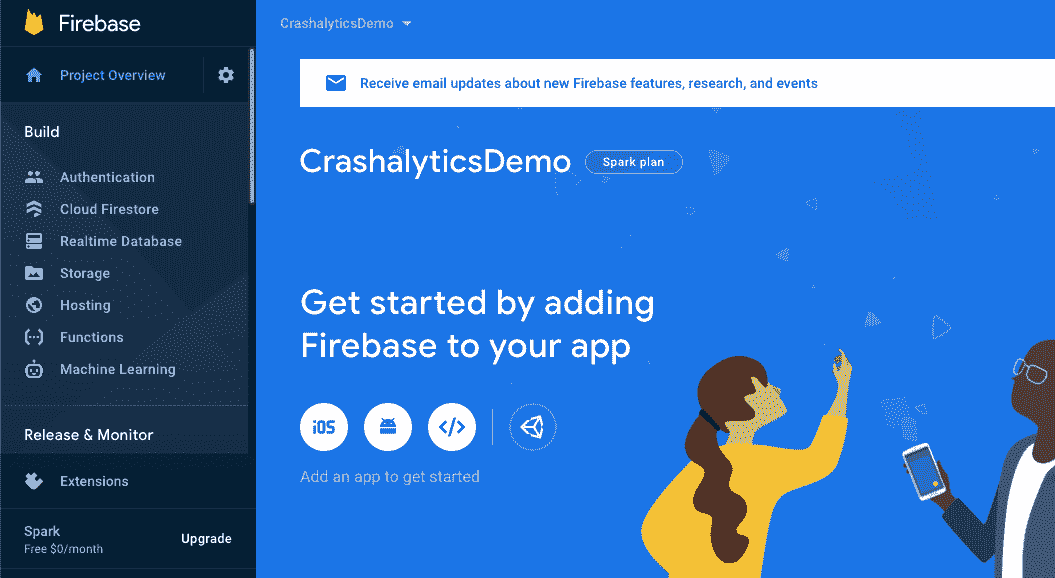 Firebase
CrashalyticsDemo
Project Overview
Receive email updates about new Firebase features, research, and events
Build
CrashalyticsDemo
Spark plan
Authentication
Cloud Firestore
Realtime Database
Storage
Hosting
Functions
Machine Learning
Get started by adding
Firebase to your app
iOS
Add an app to get started
Release & Monitor
Extensions
Spark
Free $0/month
Upgrade